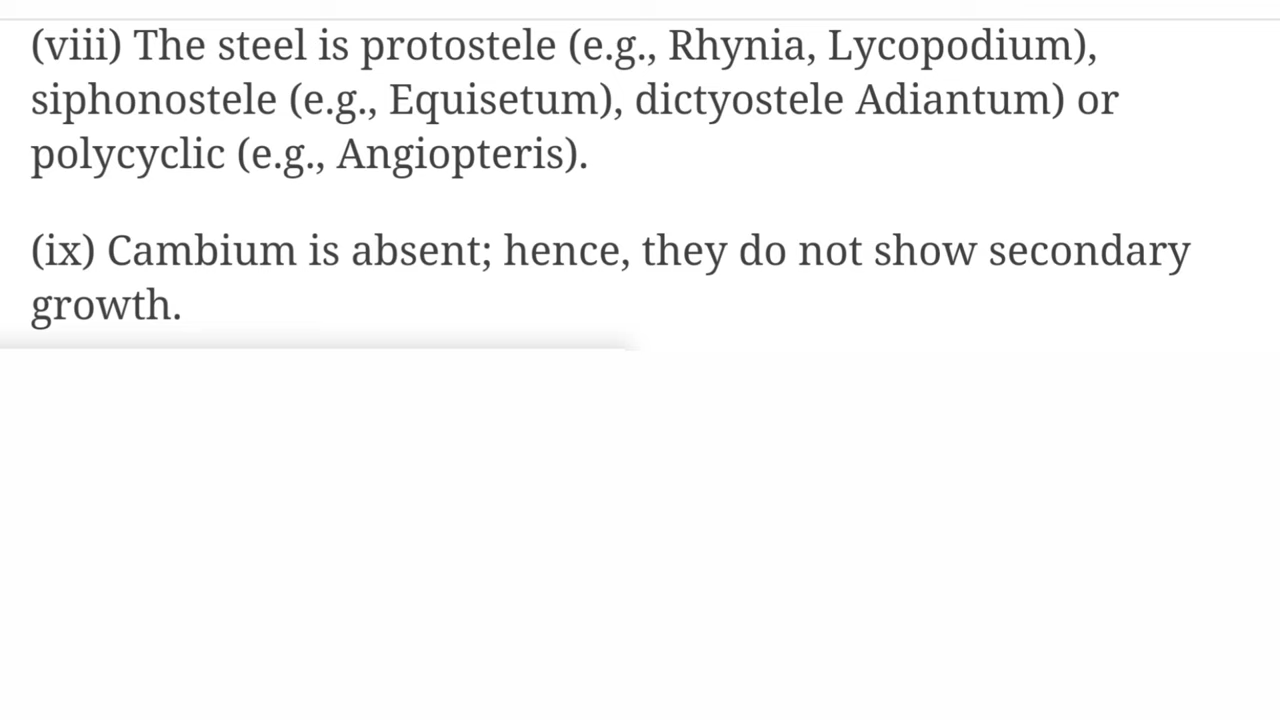 (viii) The steel is protostele (e.g., Rhynia, Lycopodium),
siphonostele (e.g., Equisetum), dictyostele Adiantum) or
polycyclic (e.g., Angiopteris).
(ix) Cambium is absent; hence, they do not show secondary
growth.